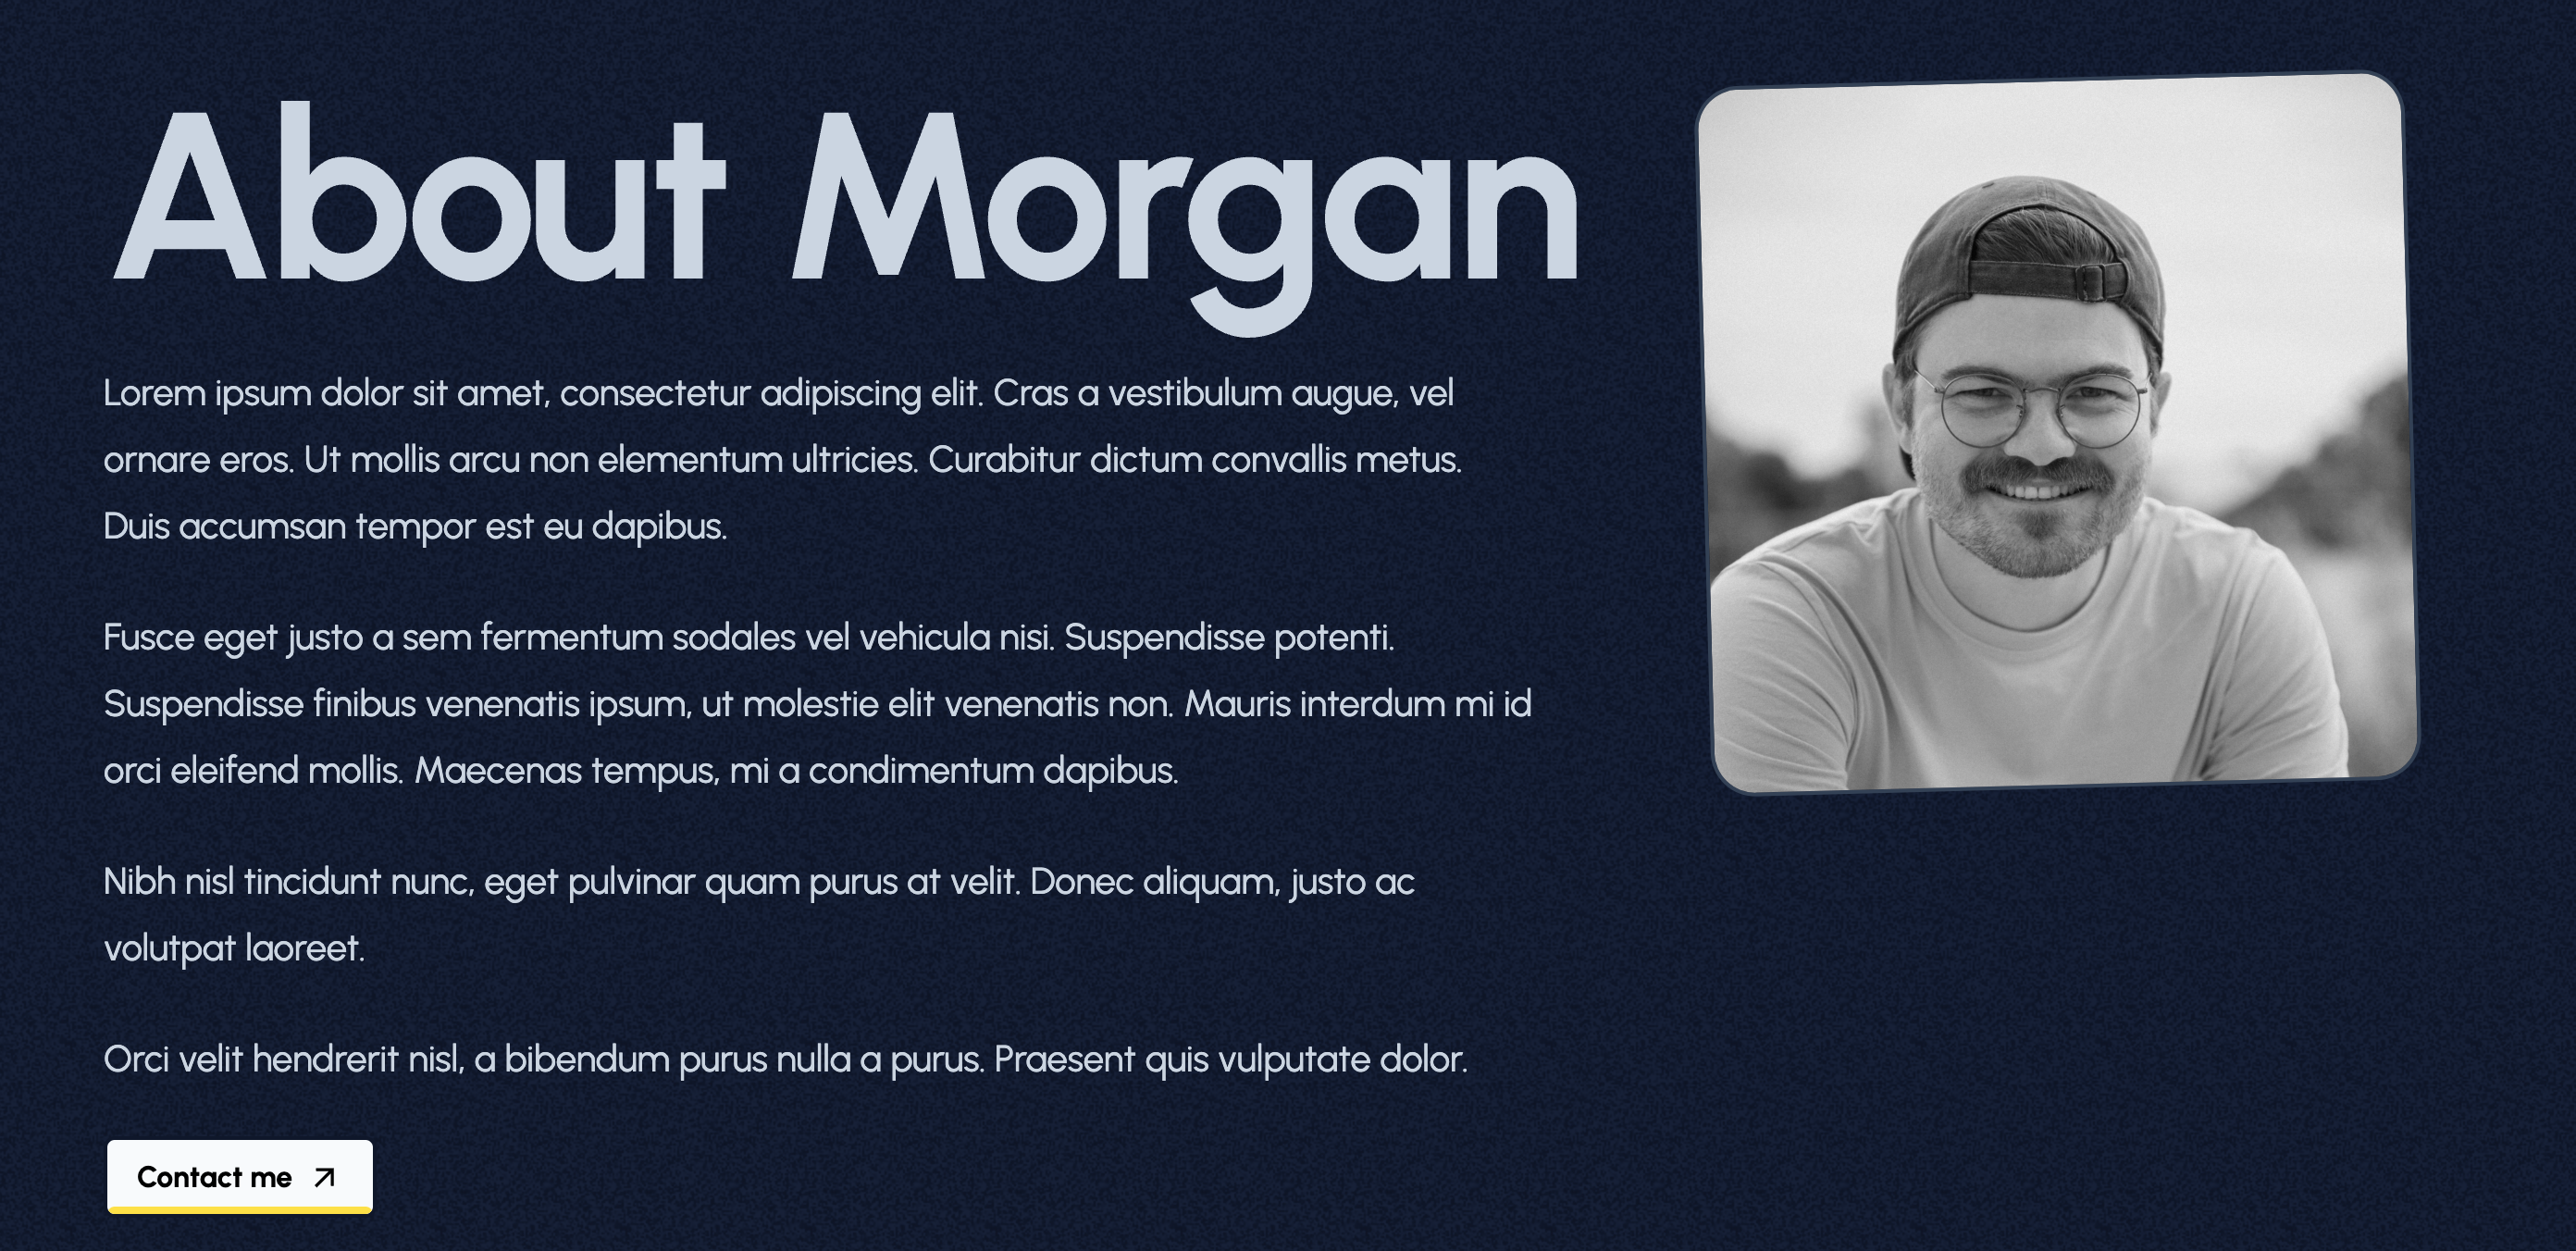 About Morgan
Lorem ipsum dolor sit amet, consectetur adipiscing elit. Cras a vestibulum augue, vel
ornare eros. Ut mollis arcu non elementum ultricies. Curabitur dictum convallis metus.
Duis accumsan tempor est eu dapibus.
Fusce eget justo a sem fermentum sodales vel vehicula nisi. Suspendisse potenti.
Suspendisse finibus venenatis ipsum, ut molestie elit venenatis non. Mauris interdum mi id
orci eleifend mollis. Maecenas tempus, mi a condimentum dapibus.
Nibh nisl tincidunt nunc, eget pulvinar quam purus at velit. Donec aliquam, justo ac
volutpat laoreet.
Orci velit hendrerit nisl, a bibendum purus nulla a purus. Praesent quis vulputate dolor.
Contact me